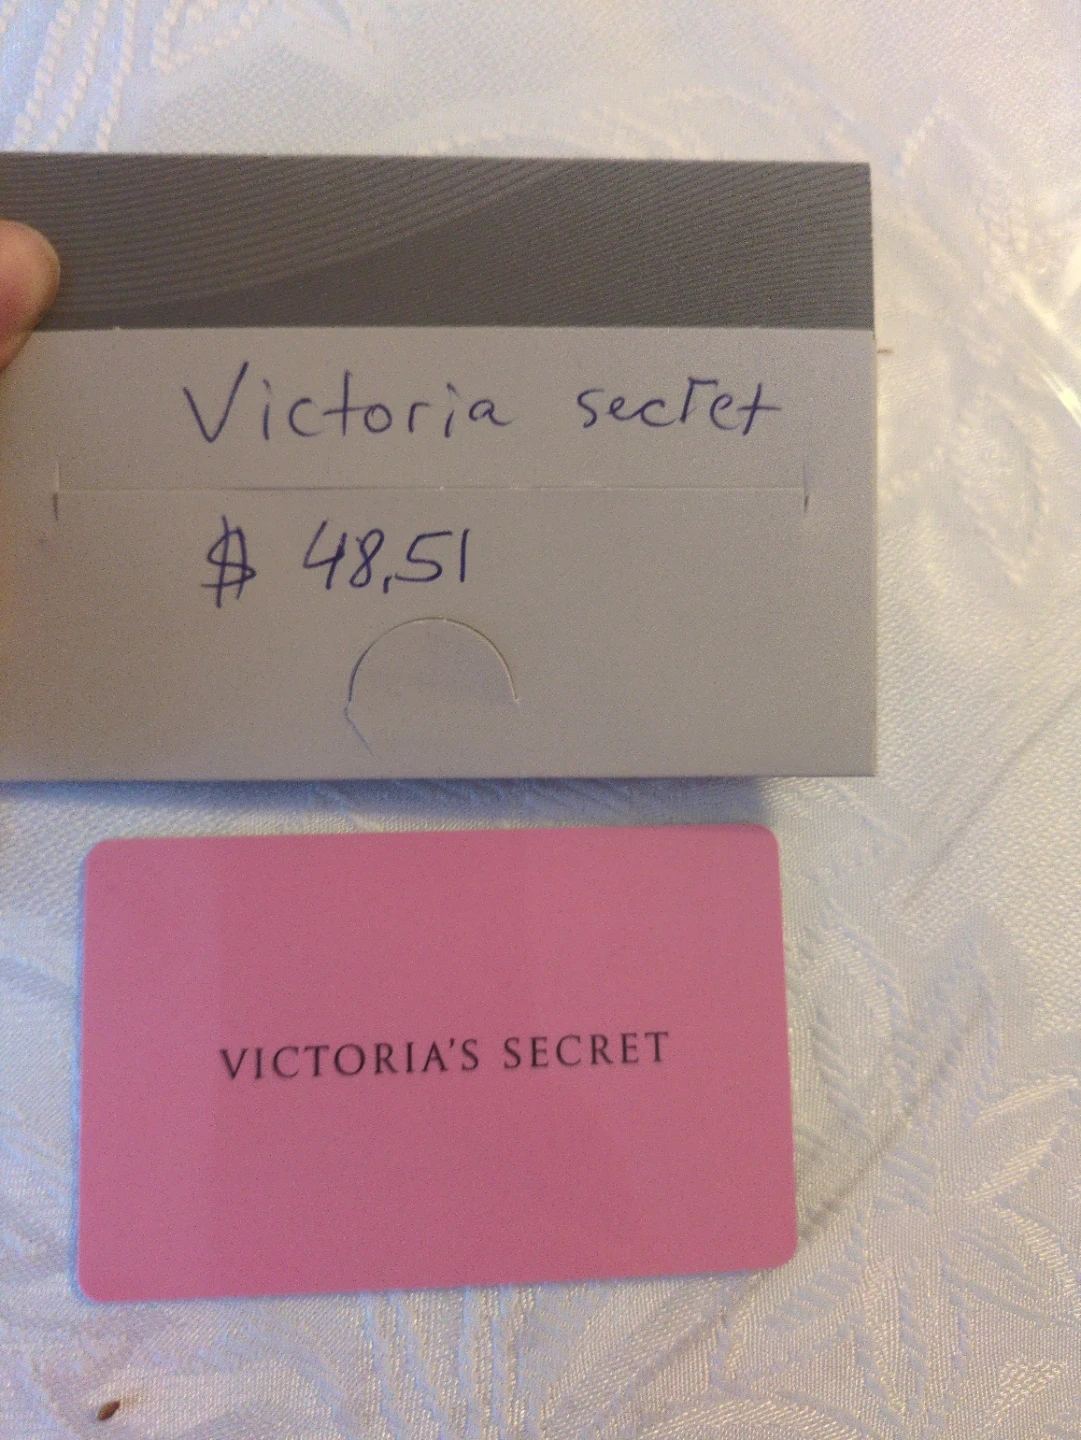 Victoria secret
$ 48,51
VICTORIA'S SECRET